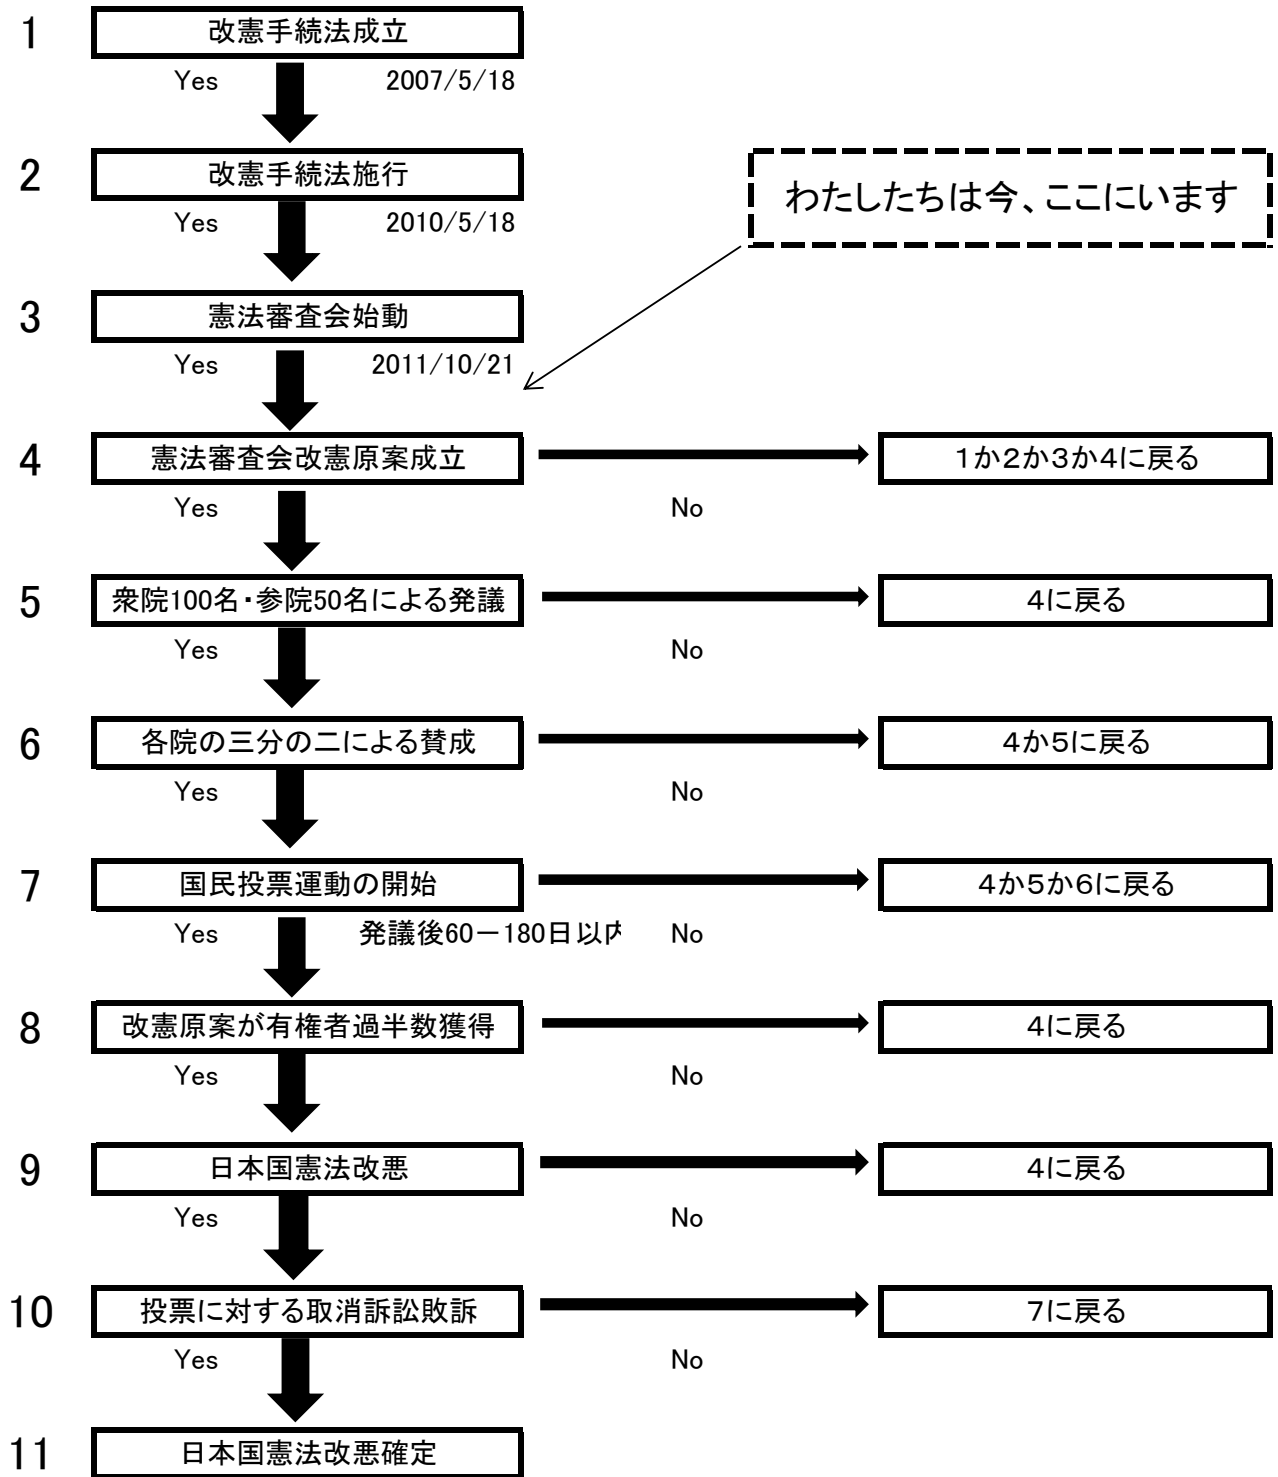 1 改憲手続法成立
Yes 2007/5/18
2 改憲手続法施行
わたしたちは今、ここにいます
Yes 2010/5/18
3 憲法審査会始動
Yes 2011/10/21
4 憲法審査会改憲原案成立 1か2か3か4に戻る
Yes No
5 衆院100名・参院50名による発議 4に戻る
Yes No
6 各院の三分の二による賛成 4か5に戻る
Yes No
7 国民投票運動の開始 4か5か6に戻る
Yes 発議後60－180日以内 No
8 改憲原案が有権者過半数獲得 4に戻る
Yes No
9 日本国憲法改悪 4に戻る
Yes No
10 投票に対する取消訴訟敗訴 7に戻る
Yes No
11 日本国憲法改悪確定